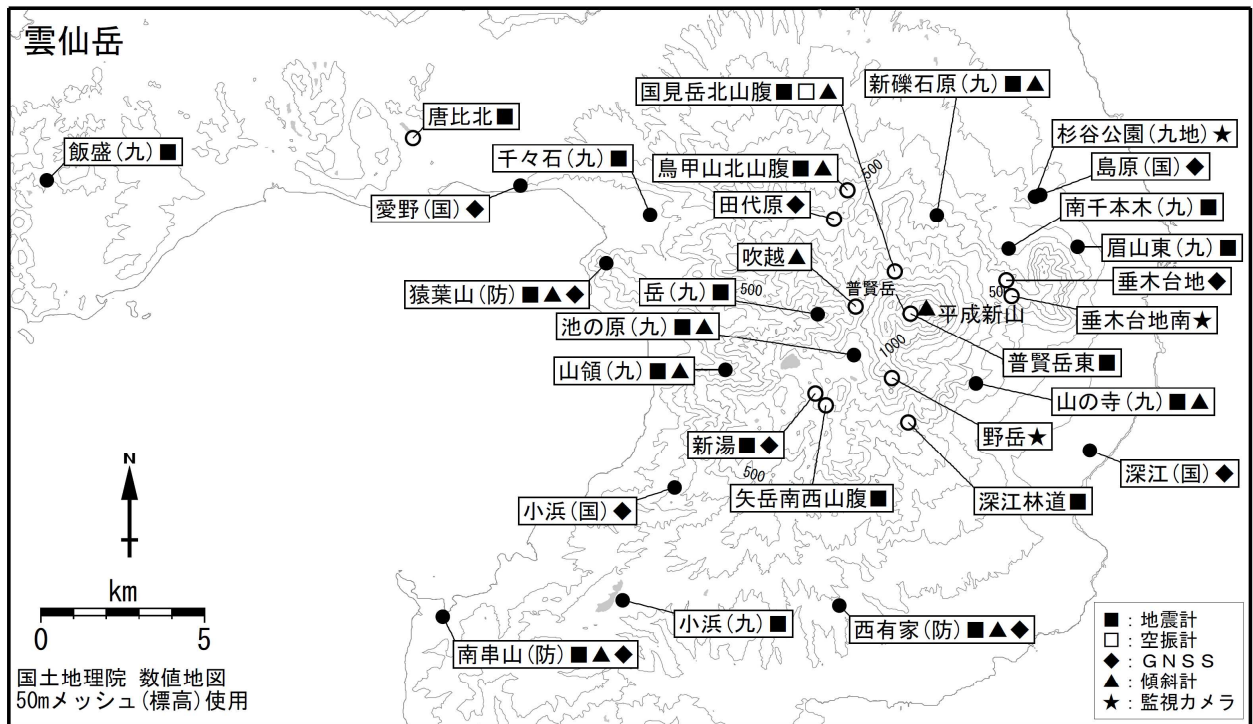 雲仙岳
国見岳北山腹■□▲
新礫石原(九)■▲
唐比北■
杉谷公園(九地)★
飯盛(九)■
千々石(九)■
鳥甲山北山腹■▲
500
島原(国)◆
愛野(国)◆
田代原◆
南千本木(九)■
吹越▲
眉山東(九)■
猿葉山(防)■▲◆
岳(九)■
500
普賢岳
500
垂木台地◆
平成新山
垂木台地南★
池の原(九)■▲
1000
普賢岳東■
山領(九)■▲
山の寺(九)■▲
新湯■◆
野岳★
500
深江(国)◆
小浜(国)◆
矢岳南西山腹■
深江林道■
N
km
0 5
小浜(九)■
西有家(防)■▲◆
南串山(防)■▲◆
国土地理院 数値地図
50mメッシュ(標高)使用
■:地震計
□:空振計
◆:GNSS
▲:傾斜計
★:監視カメラ